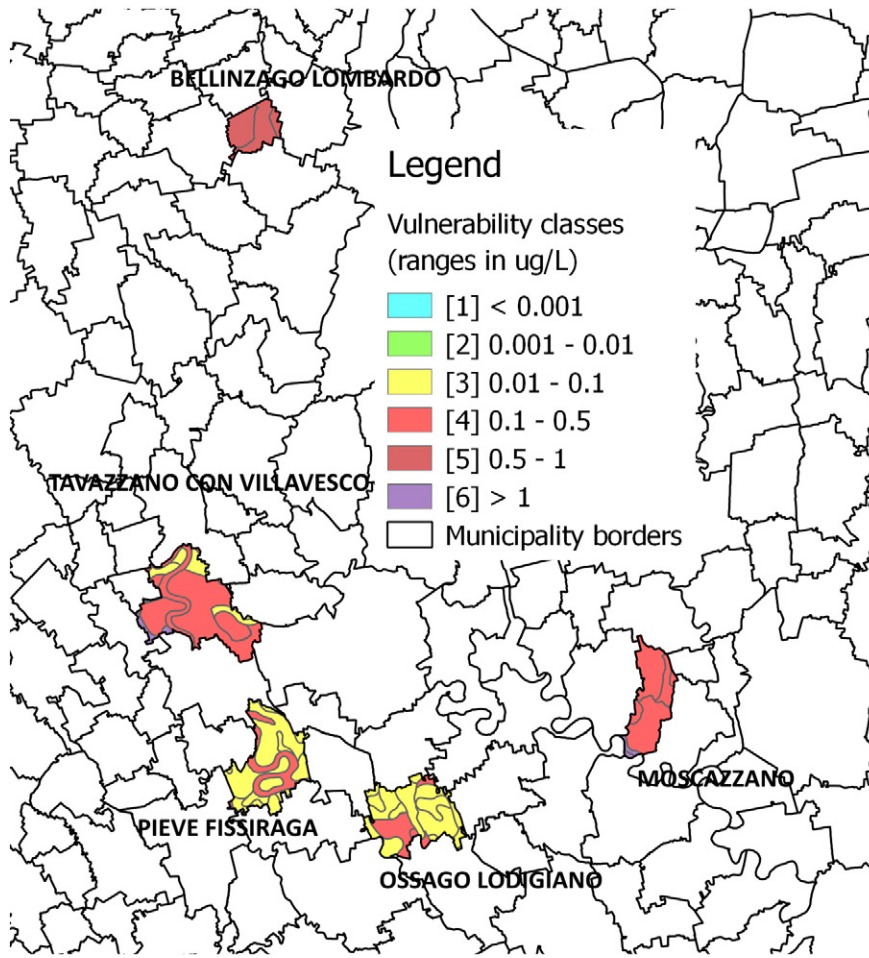 BELLINZAGO LOMBARDO
Legend
Vulnerability classes
(ranges in ug/L)
[1] < 0.001
[2] 0.001 - 0.01
[3] 0.01 - 0.1
[4] 0.1 - 0.5
[5] 0.5 - 1
[6] > 1
Municipality borders
TAVAZZANO CON VILLAVESCO
MOSCAZZANO
PIEVE FISSIRAGA
OSSAGO LODIGIANO